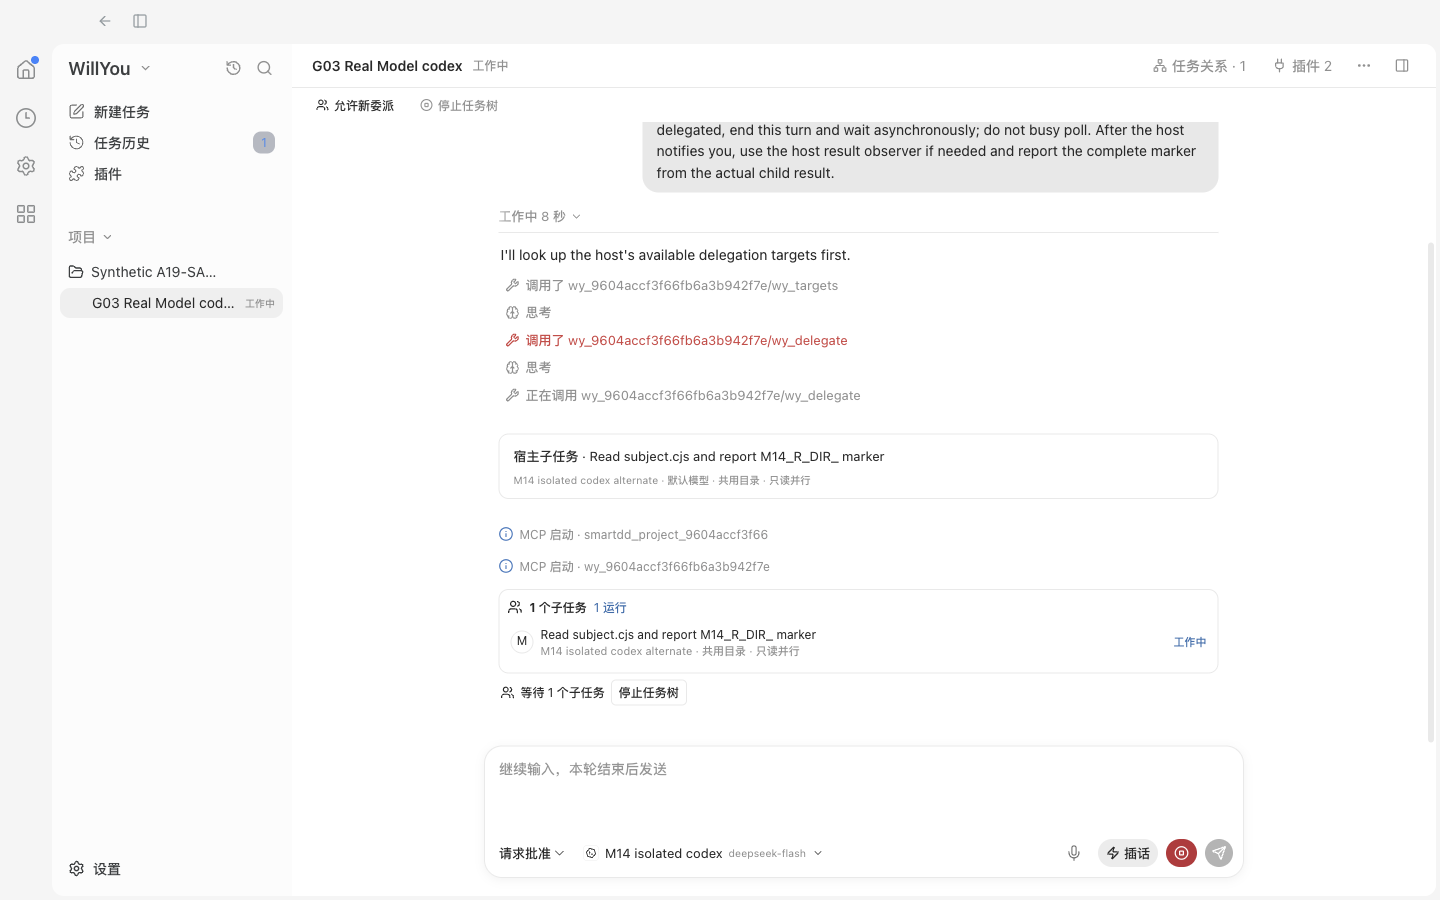 WillYou
新建任务
任务历史
1
插件
项目
Synthetic A19-SA...
G03 Real Model cod... 工作中
设置
G03 Real Model codex 工作中
任务关系 · 1
插件 2
允许新委派
停止任务树
delegated, end this turn and wait asynchronously; do not busy poll. After the host
notifies you, use the host result observer if needed and report the complete marker
from the actual child result.
工作中 8 秒
I'll look up the host's available delegation targets first.
调用了 wy_9604accf3f66fb6a3b942f7e/wy_targets
思考
调用了 wy_9604accf3f66fb6a3b942f7e/wy_delegate
思考
正在调用 wy_9604accf3f66fb6a3b942f7e/wy_delegate
宿主子任务 · Read subject.cjs and report M14_R_DIR_ marker
M14 isolated codex alternate · 默认模型 · 共用目录 · 只读并行
MCP 启动 · smartdd_project_9604accf3f66
MCP 启动 · wy_9604accf3f66fb6a3b942f7e
1 个子任务 1 运行
M
Read subject.cjs and report M14_R_DIR_ marker
M14 isolated codex alternate · 共用目录 · 只读并行
工作中
等待 1 个子任务 停止任务树
继续输入，本轮结束后发送
请求批准
M14 isolated codex deepseek-flash
插话